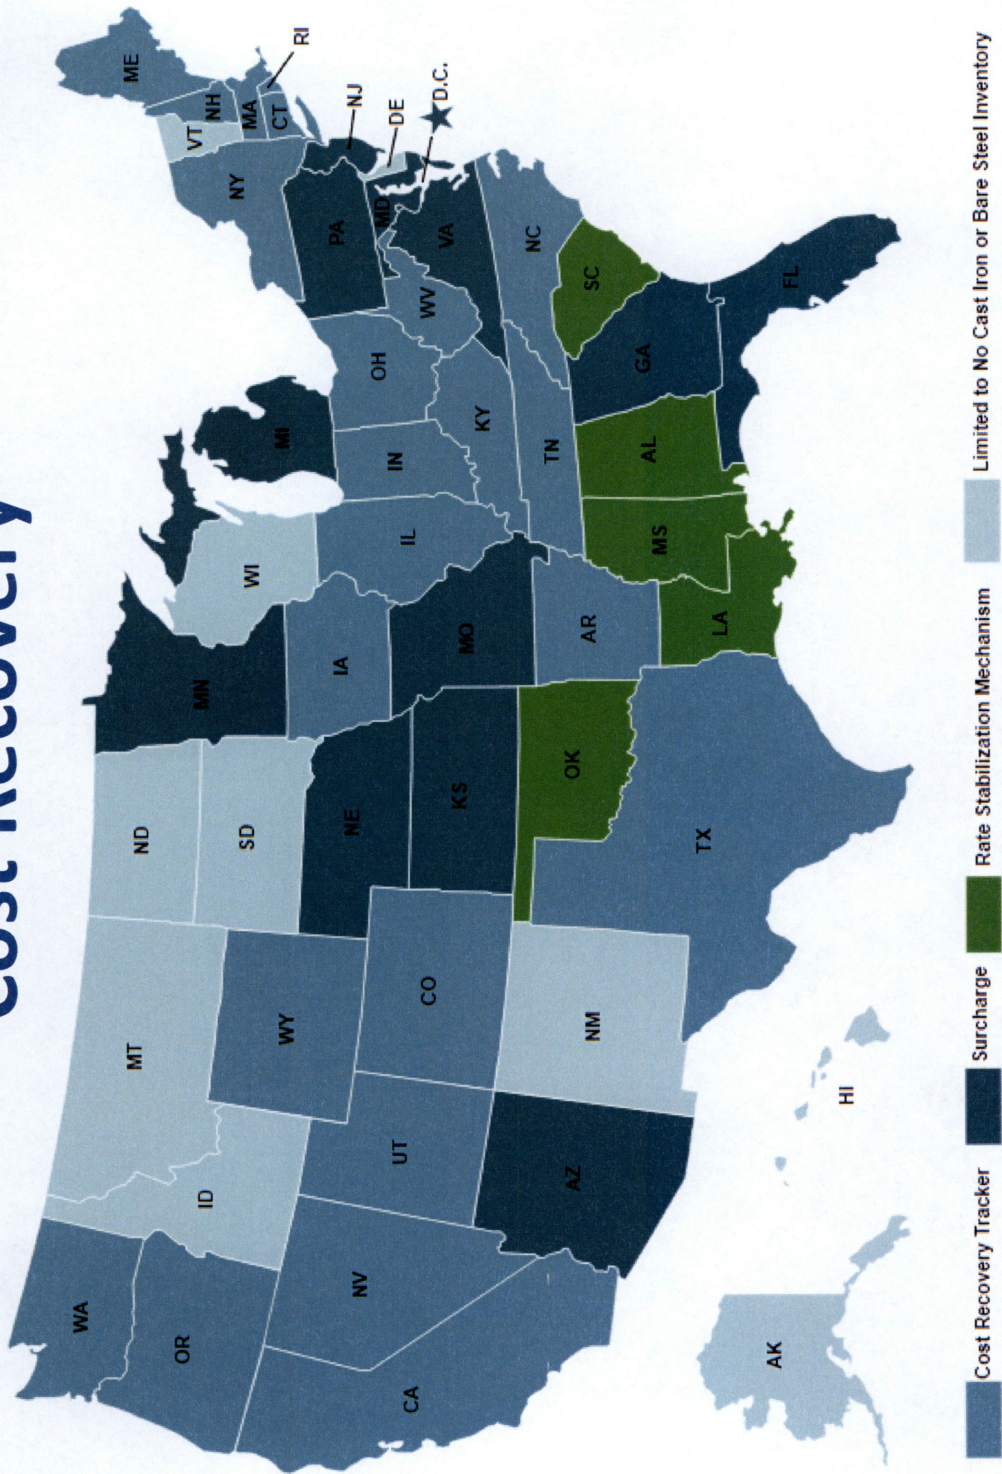 Cost Recovery
WA
OR
CA
NV
ID
MT
WY
UT
AZ
CO
NM
ND
SD
NE
KS
OK
TX
MN
IA
MO
AR
LA
WI
IL
MI
IN
OH
KY
TN
MS
AL
GA
FL
SC
NC
VA
WV
MD
PA
NY
VT
NH
ME
MA
CT
RI
NJ
DE
D.C.
AK
HI
Cost Recovery Tracker
Surcharge
Rate Stabilization Mechanism
Limited to No Cast Iron or Bare Steel Inventory